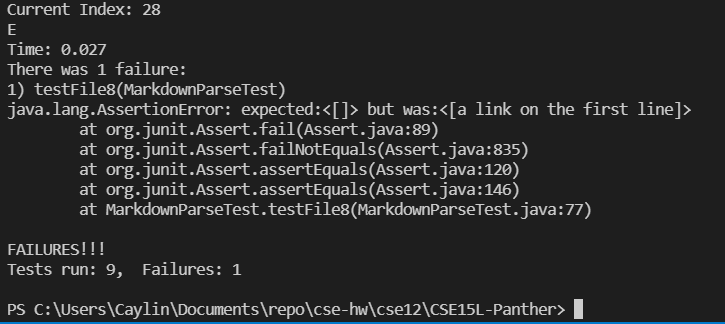 Current Index: 28
E
Time: 0.027
There was 1 failure:
1) testFile8(MarkdownParseTest)
java.lang.AssertionError: expected:<[]> but was:<[a link on the first line]>
        at org.junit.Assert.fail(Assert.java:89)
        at org.junit.Assert.failNotEquals(Assert.java:835)
        at org.junit.Assert.assertEquals(Assert.java:120)
        at org.junit.Assert.assertEquals(Assert.java:146)
        at MarkdownParseTest.testFile8(MarkdownParseTest.java:77)

FAILURES!!!
Tests run: 9,  Failures: 1

PS C:\Users\Caylin\Documents\repo\cse-hw\cse12\CSE15L-Panther>